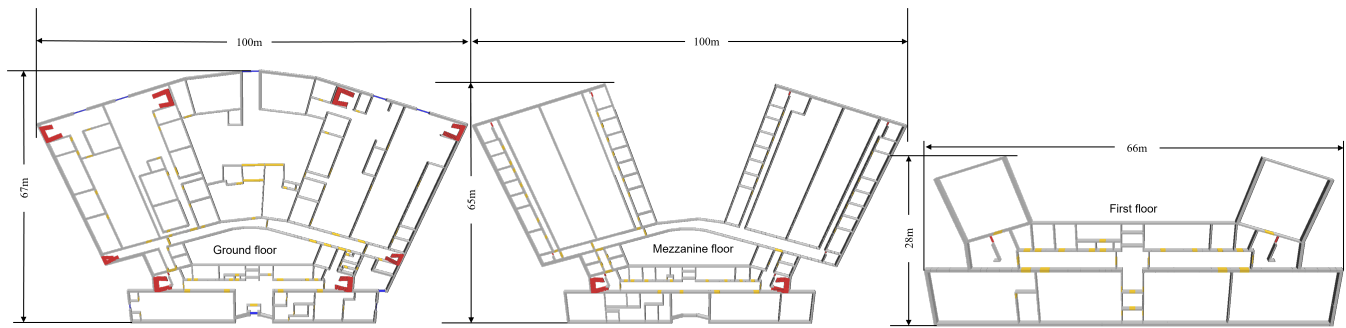 100m
100m
67m
65m
66m
28m
Ground floor
Mezzanine floor
First floor